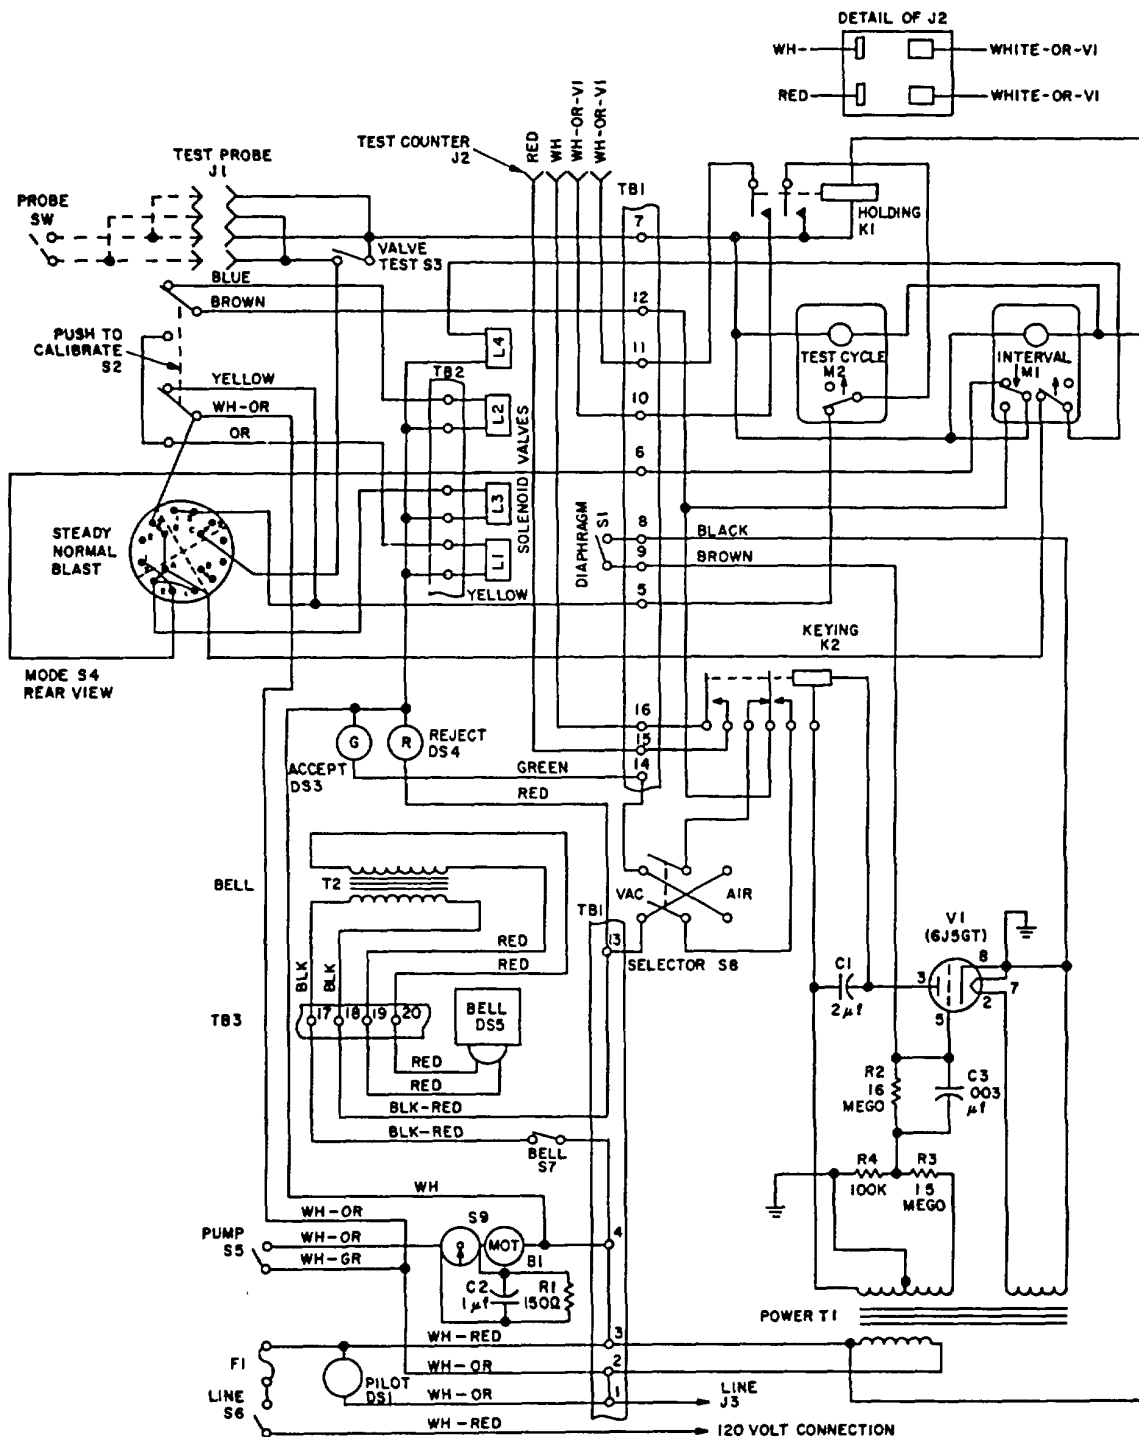 DETAIL OF J2
WH-
WHITE-OR-VI
RED
WHITE-OR-VI
TEST COUNTER
J2
RED
WH
WH-OR-VI
WH-OR-VI
TEST PROBE
J1
PROBE
SW
TB1
7
HOLDING
K1
VALVE
TEST S3
BLUE
BROWN
12
PUSH TO
CALIBRATE
S2
L4
11
TEST CYCLE
M2
INTERVAL
M1
TB2
YELLOW
L2
10
WH-OR
OR
SOLENOID VALVES
6
L3
STEADY
NORMAL
BLAST
DIAPHRAGM
S1
8
BLACK
9
BROWN
L1
YELLOW
5
KEYING
K2
MODE S4
REAR VIEW
16
15
G
R
REJECT
DS4
ACCEPT
DS3
GREEN
14
RED
BELL
T2
VAC
AIR
TB1
13
SELECTOR S8
V1
(6J5GT)
RED
RED
BLK
BLK
C1
2µf
3
8
7
2
5
TB3
17
18
19
20
BELL
DS5
RED
RED
R2
16
MEGO
C3
.003
µf
BLK-RED
BLK-RED
BELL
S7
R4
100K
R3
15
MEGO
WH
WH-OR
S9
PUMP
S5
WH-OR
MOT
4
WH-GR
B1
C2
1µf
R1
150Ω
POWER T1
WH-RED
3
F1
WH-OR
2
PILOT
DS1
LINE
S6
WH-OR
1
LINE
J3
WH-RED
120 VOLT CONNECTION